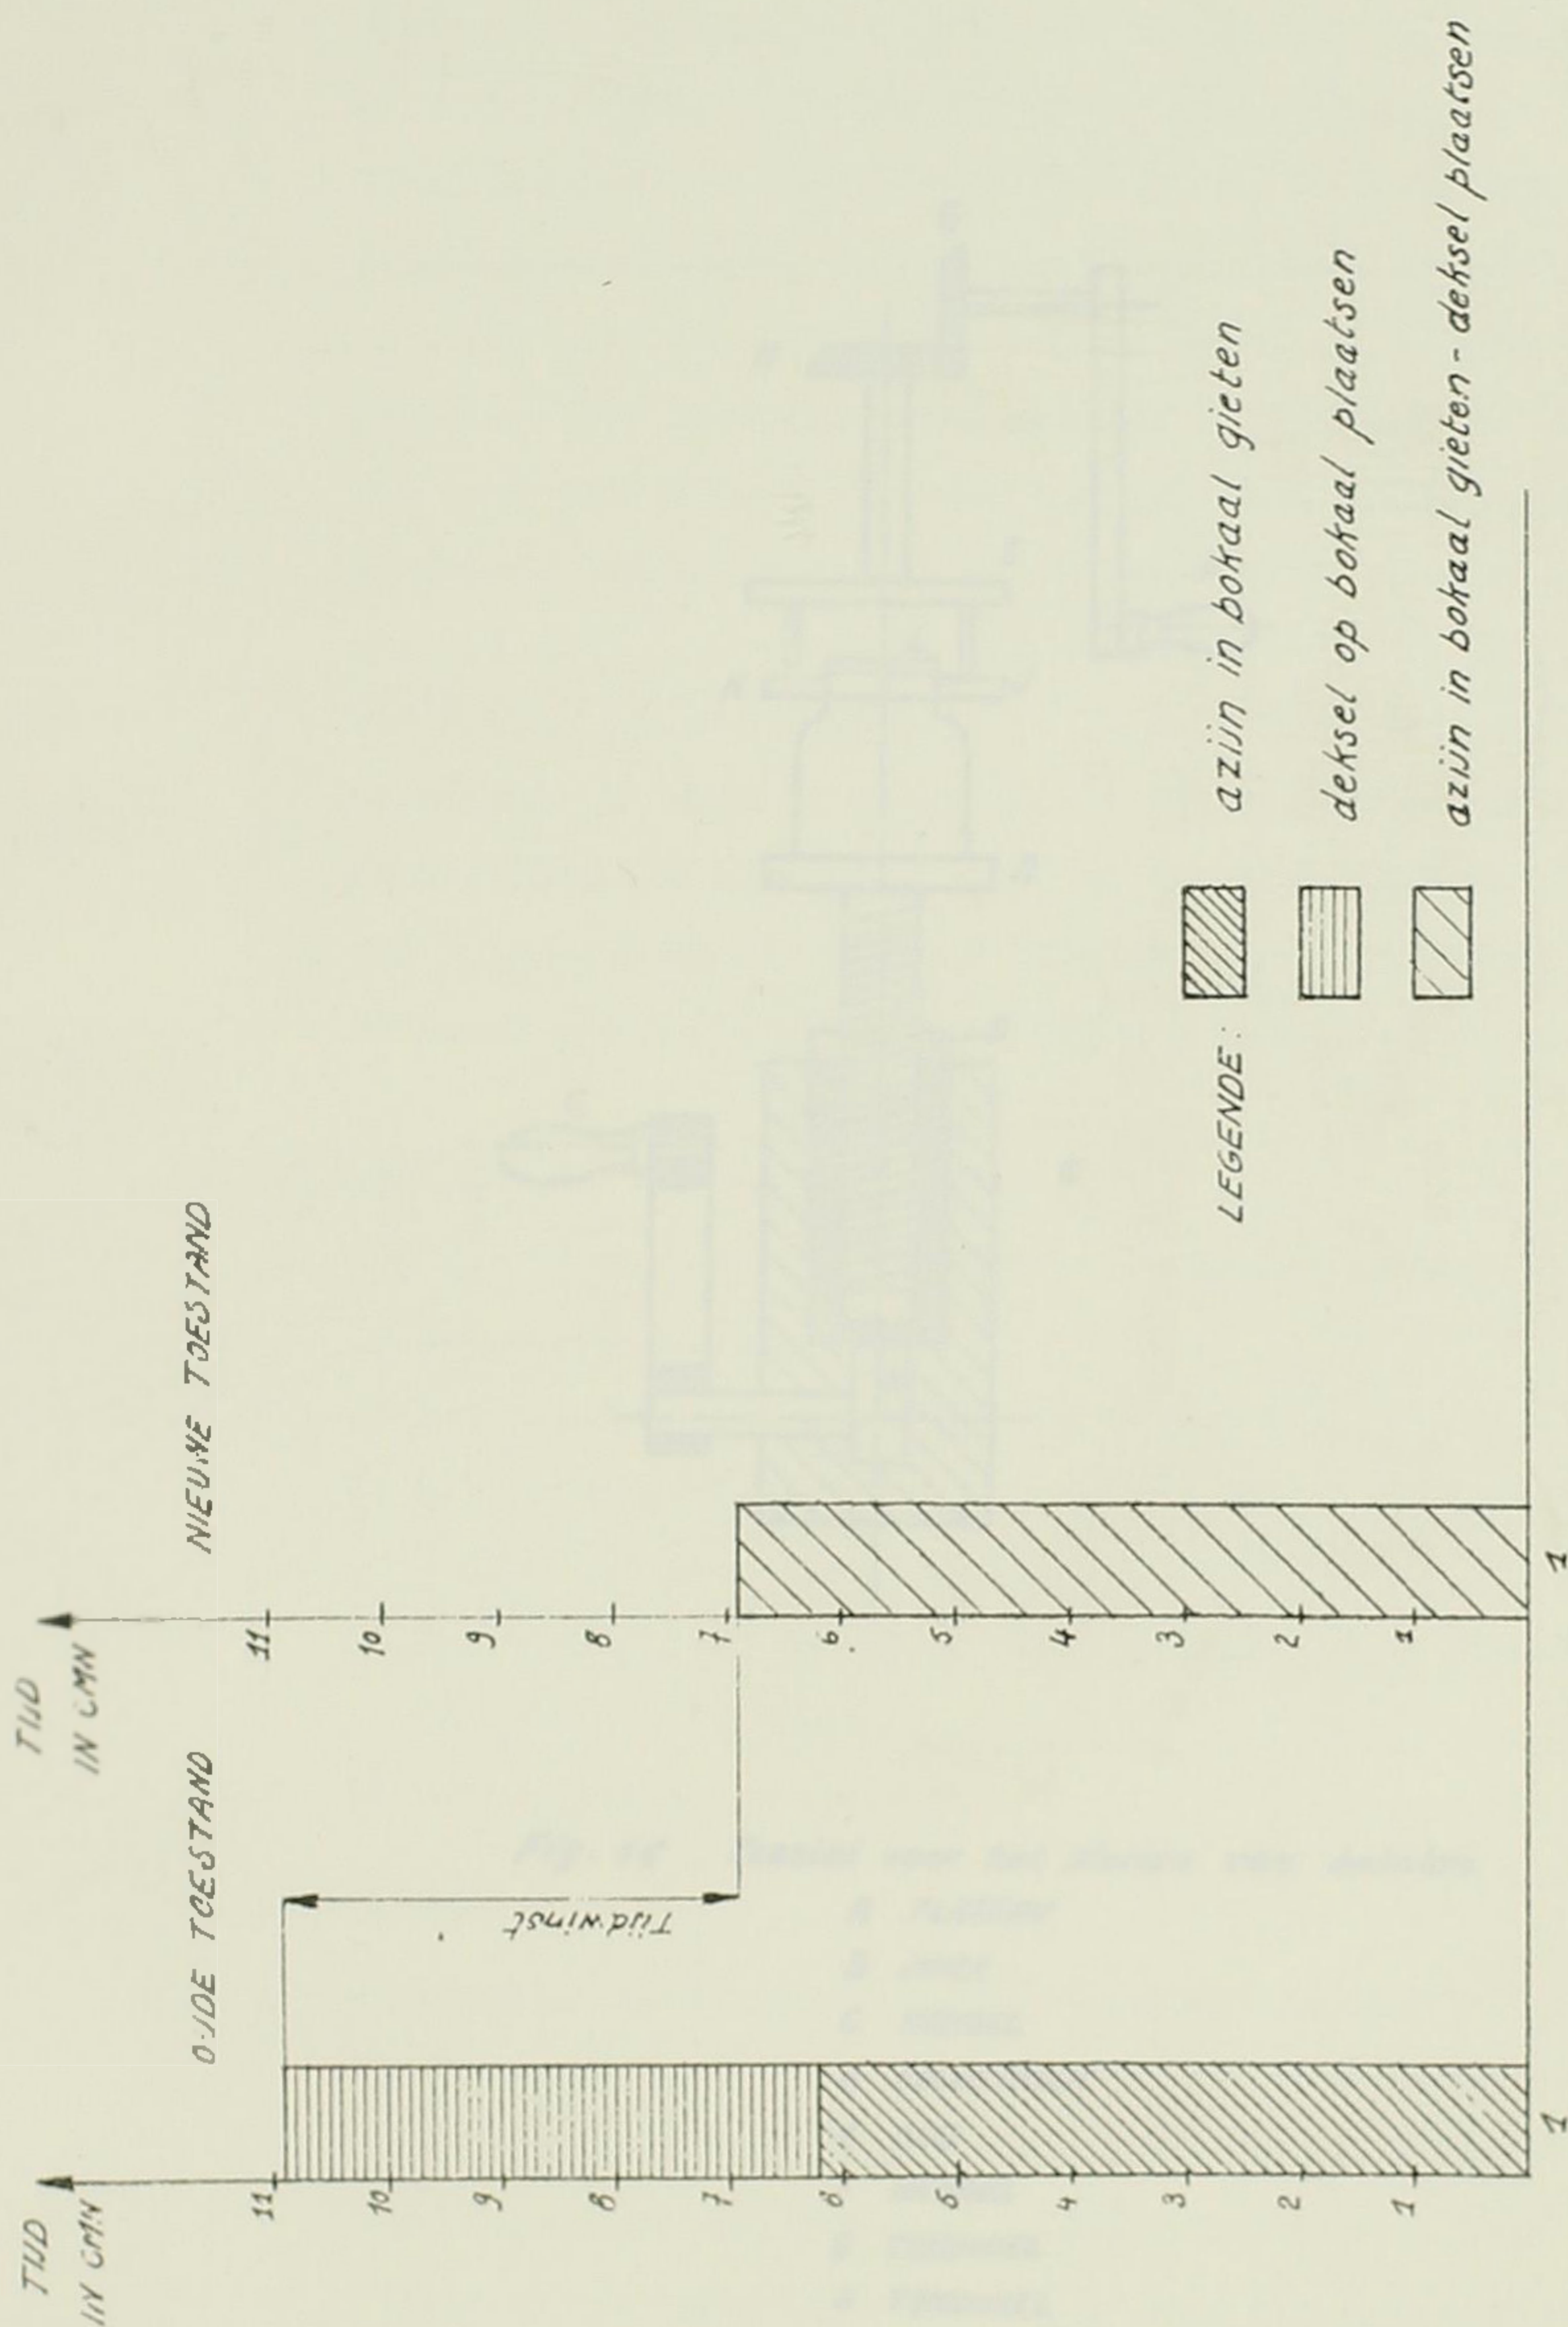 TIJD
IN CMN
OUDE TOESTAND
11
10
9
8
7
6
5
4
3
2
1
1
Tijdwinst
TIJD
IN CMN
NIEUWE TOESTAND
11
10
9
8
7
6
5
4
3
2
1
1
LEGENDE:
azijn in bokaal gieten
deksel op bokaal plaatsen
azijn in bokaal gieten - deksel plaatsen